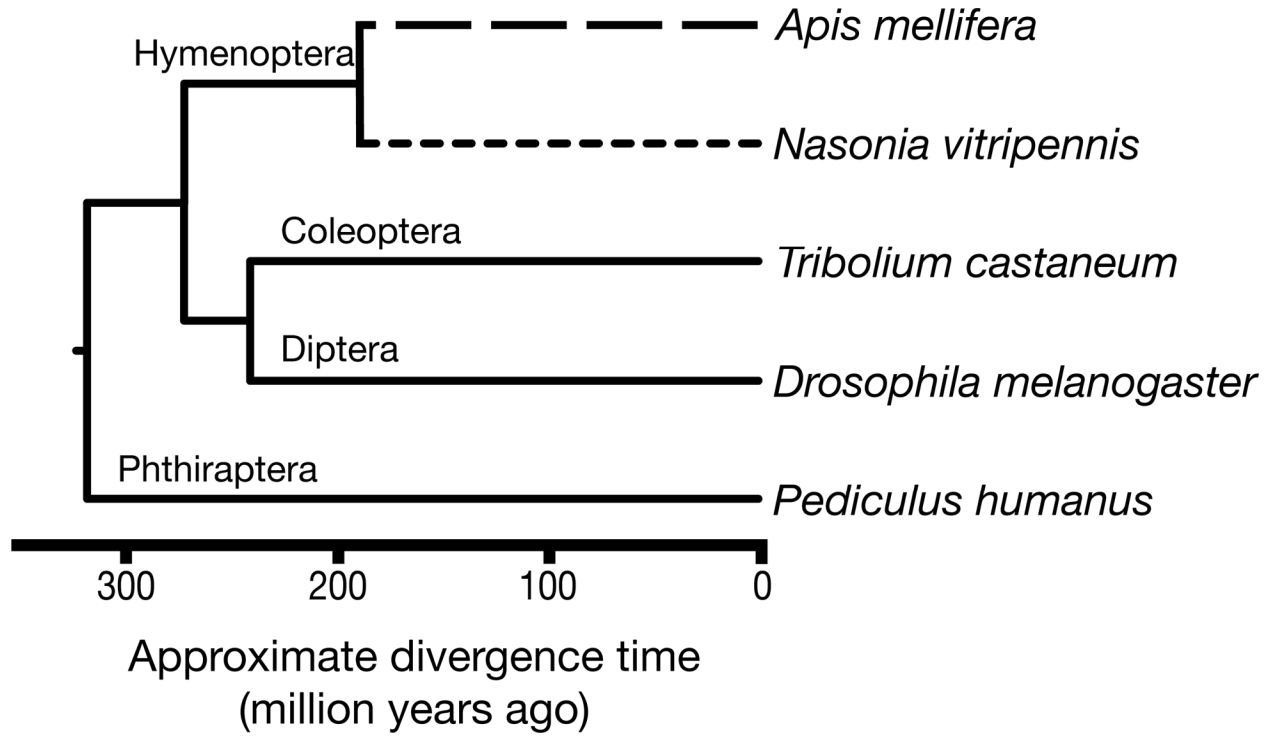 Apis mellifera
Hymenoptera
Nasonia vitripennis
Coleoptera
Tribolium castaneum
Diptera
Drosophila melanogaster
Phthiraptera
Pediculus humanus
300 200 100 0
Approximate divergence time
(million years ago)